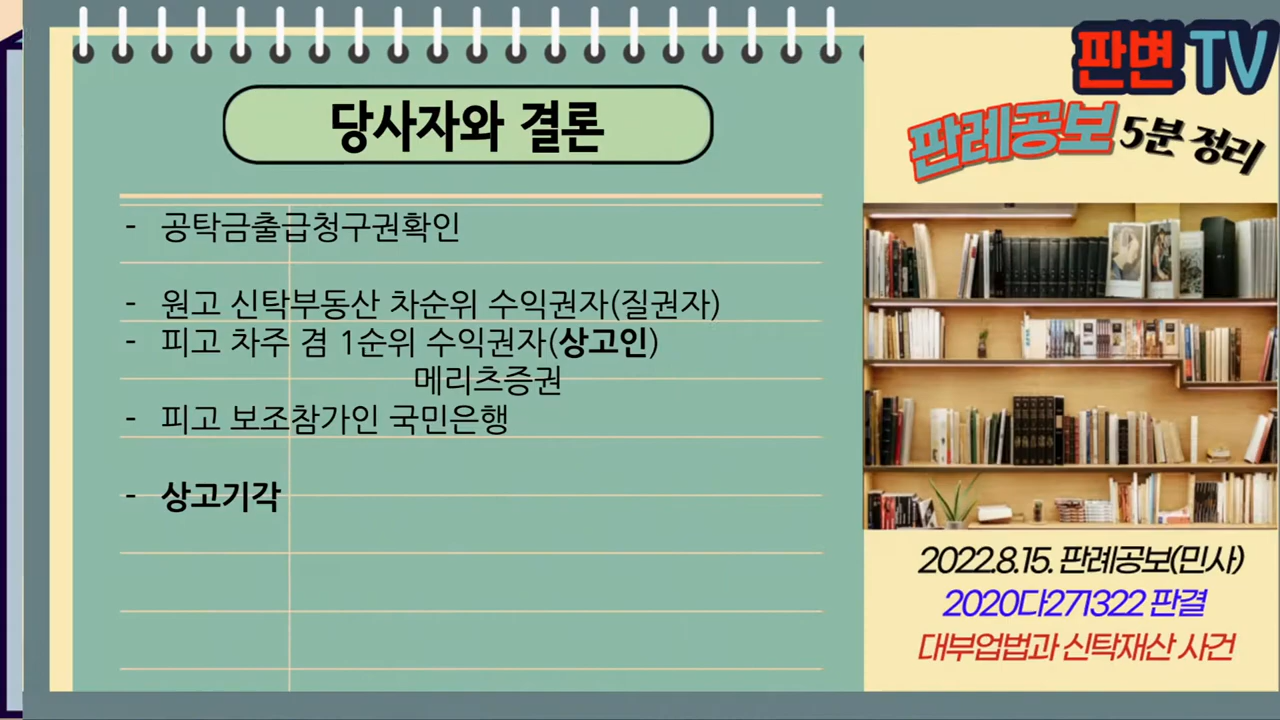 판변 TV
판례공보 5분 정리
당사자와 결론
- 공탁금출급청구권확인
- 원고 신탁부동산 차순위 수익권자(질권자)
- 피고 차주 겸 1순위 수익권자(상고인)
메리츠증권
- 피고 보조참가인 국민은행
- 상고기각
2022.8.15. 판례공보(민사)
2020다271322 판결
대부업법과 신탁재산 사건